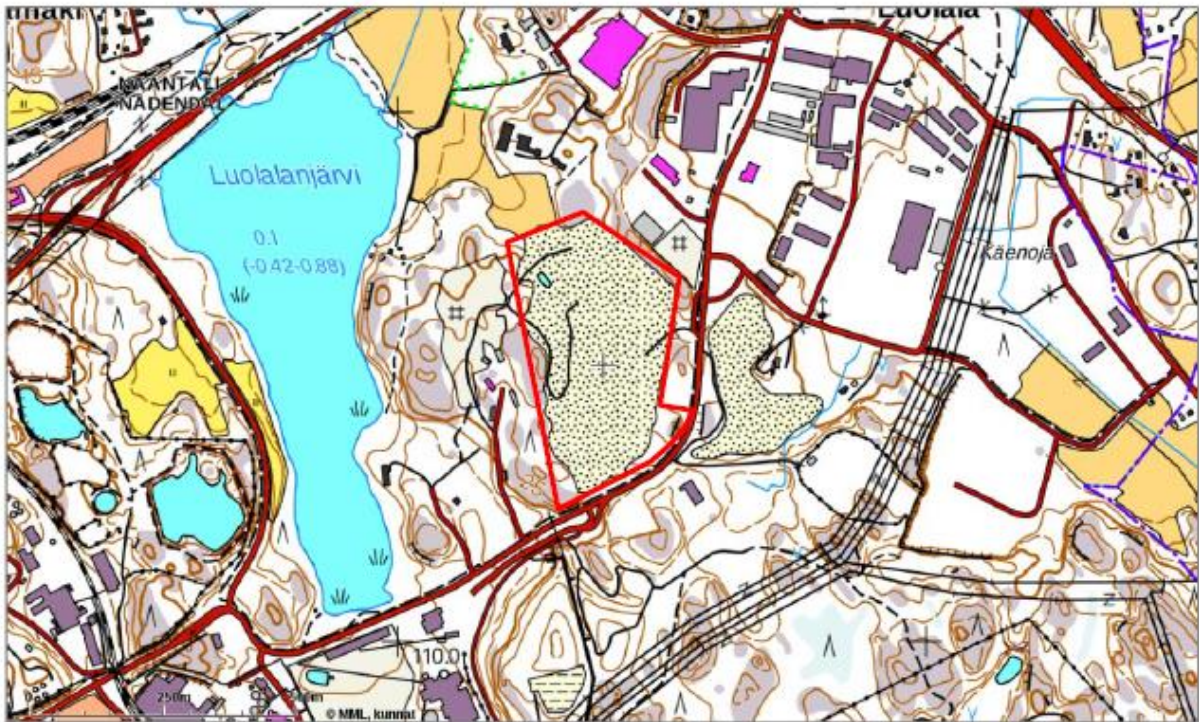 Luolala
NAANTALI
NÅDENDAL
Luolalanjärvi
0.1
(-0.42-0.88)
Käenoja
110.0
250m
© MML, kunnat